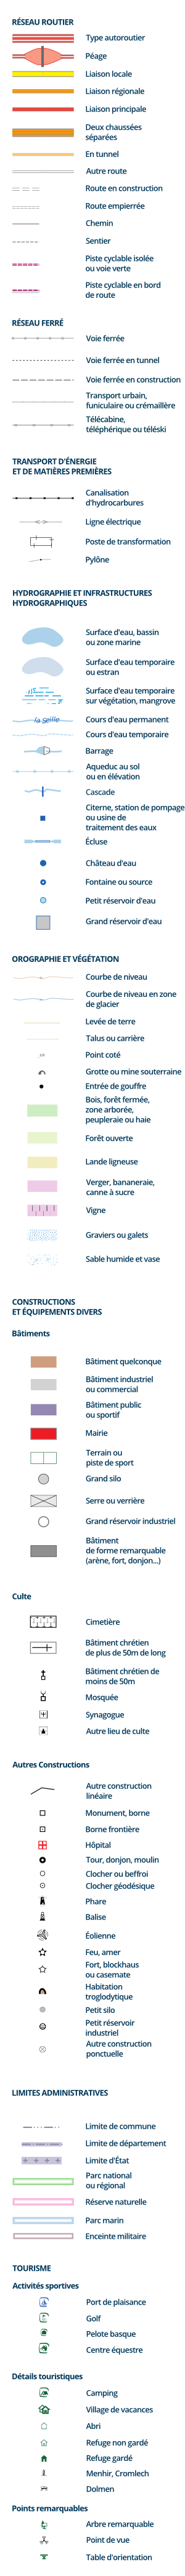 RÉSEAU ROUTIER
Type autoroutier
Péage
Liaison locale
Liaison régionale
Liaison principale
Deux chaussées
séparées
En tunnel
Autre route
Route en construction
Route empierrée
Chemin
Sentier
Piste cyclable isolée
ou voie verte
Piste cyclable en bord
de route
RÉSEAU FERRÉ
Voie ferrée
Voie ferrée en tunnel
Voie ferrée en construction
Transport urbain,
funiculaire ou crémaillère
Télécabine,
téléphérique ou téléski
TRANSPORT D'ÉNERGIE
ET DE MATIÈRES PREMIÈRES
Canalisation
d'hydrocarbures
Ligne électrique
Poste de transformation
Pylône
HYDROGRAPHIE ET INFRASTRUCTURES
HYDROGRAPHIQUES
Surface d'eau, bassin
ou zone marine
Surface d'eau temporaire
ou estran
Surface d'eau temporaire
sur végétation, mangrove
la Seille
Cours d'eau permanent
Cours d'eau temporaire
Barrage
Aqueduc au sol
ou en élévation
Cascade
Citerne, station de pompage
ou usine de
traitement des eaux
Écluse
Château d'eau
Fontaine ou source
Petit réservoir d'eau
Grand réservoir d'eau
OROGRAPHIE ET VÉGÉTATION
Courbe de niveau
Courbe de niveau en zone
de glacier
Levée de terre
Talus ou carrière
Point coté
Grotte ou mine souterraine
Entrée de gouffre
Bois, forêt fermée,
zone arborée,
peupleraie ou haie
Forêt ouverte
Lande ligneuse
Verger, bananeraie,
canne à sucre
Vigne
Graviers ou galets
Sable humide et vase
CONSTRUCTIONS
ET ÉQUIPEMENTS DIVERS
Bâtiments
Bâtiment quelconque
Bâtiment industriel
ou commercial
Bâtiment public
ou sportif
Mairie
Terrain ou
piste de sport
Grand silo
Serre ou verrière
Grand réservoir industriel
Bâtiment
de forme remarquable
(arène, fort, donjon...)
Culte
Cimetière
Bâtiment chrétien
de plus de 50m de long
Bâtiment chrétien de
moins de 50m
Mosquée
Synagogue
Autre lieu de culte
Autres Constructions
Autre construction
linéaire
Monument, borne
Borne frontière
Hôpital
Tour, donjon, moulin
Clocher ou beffroi
Clocher géodésique
Phare
Balise
Éolienne
Feu, amer
Fort, blockhaus
ou casemate
Habitation
troglodytique
Petit silo
Petit réservoir
industriel
Autre construction
ponctuelle
LIMITES ADMINISTRATIVES
Limite de commune
Limite de département
Limite d'État
Parc national
ou régional
Réserve naturelle
Parc marin
Enceinte militaire
TOURISME
Activités sportives
Port de plaisance
Golf
Pelote basque
Centre équestre
Détails touristiques
Camping
Village de vacances
Abri
Refuge non gardé
Refuge gardé
Menhir, Cromlech
Dolmen
Points remarquables
Arbre remarquable
Point de vue
Table d'orientation